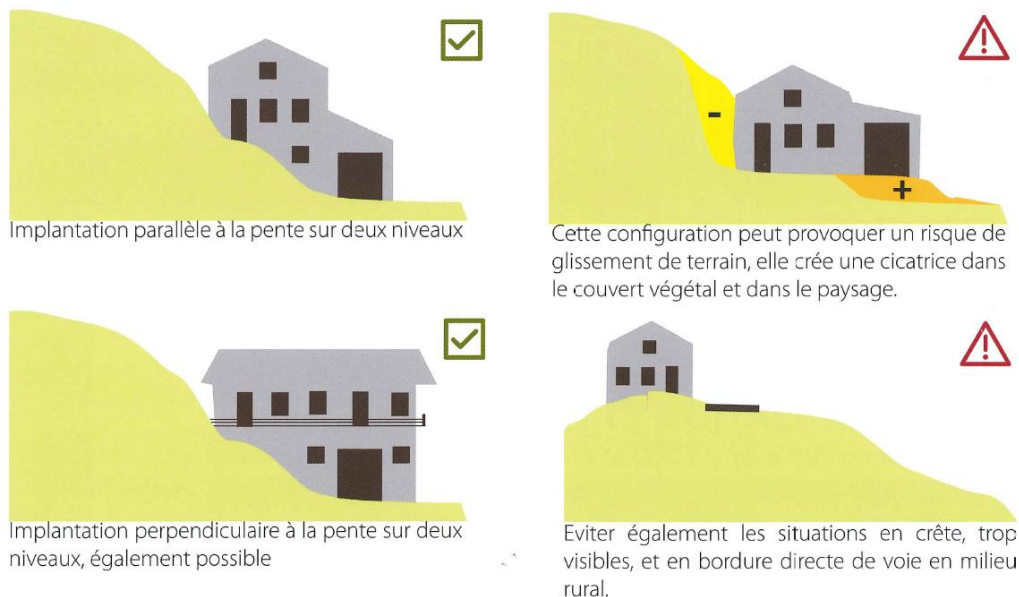 Implantation parallèle à la pente sur deux niveaux
-
+
Cette configuration peut provoquer un risque de
glissement de terrain, elle crée une cicatrice dans
le couvert végétal et dans le paysage.
Implantation perpendiculaire à la pente sur deux
niveaux, également possible
Eviter également les situations en crête, trop
visibles, et en bordure directe de voie en milieu
rural.